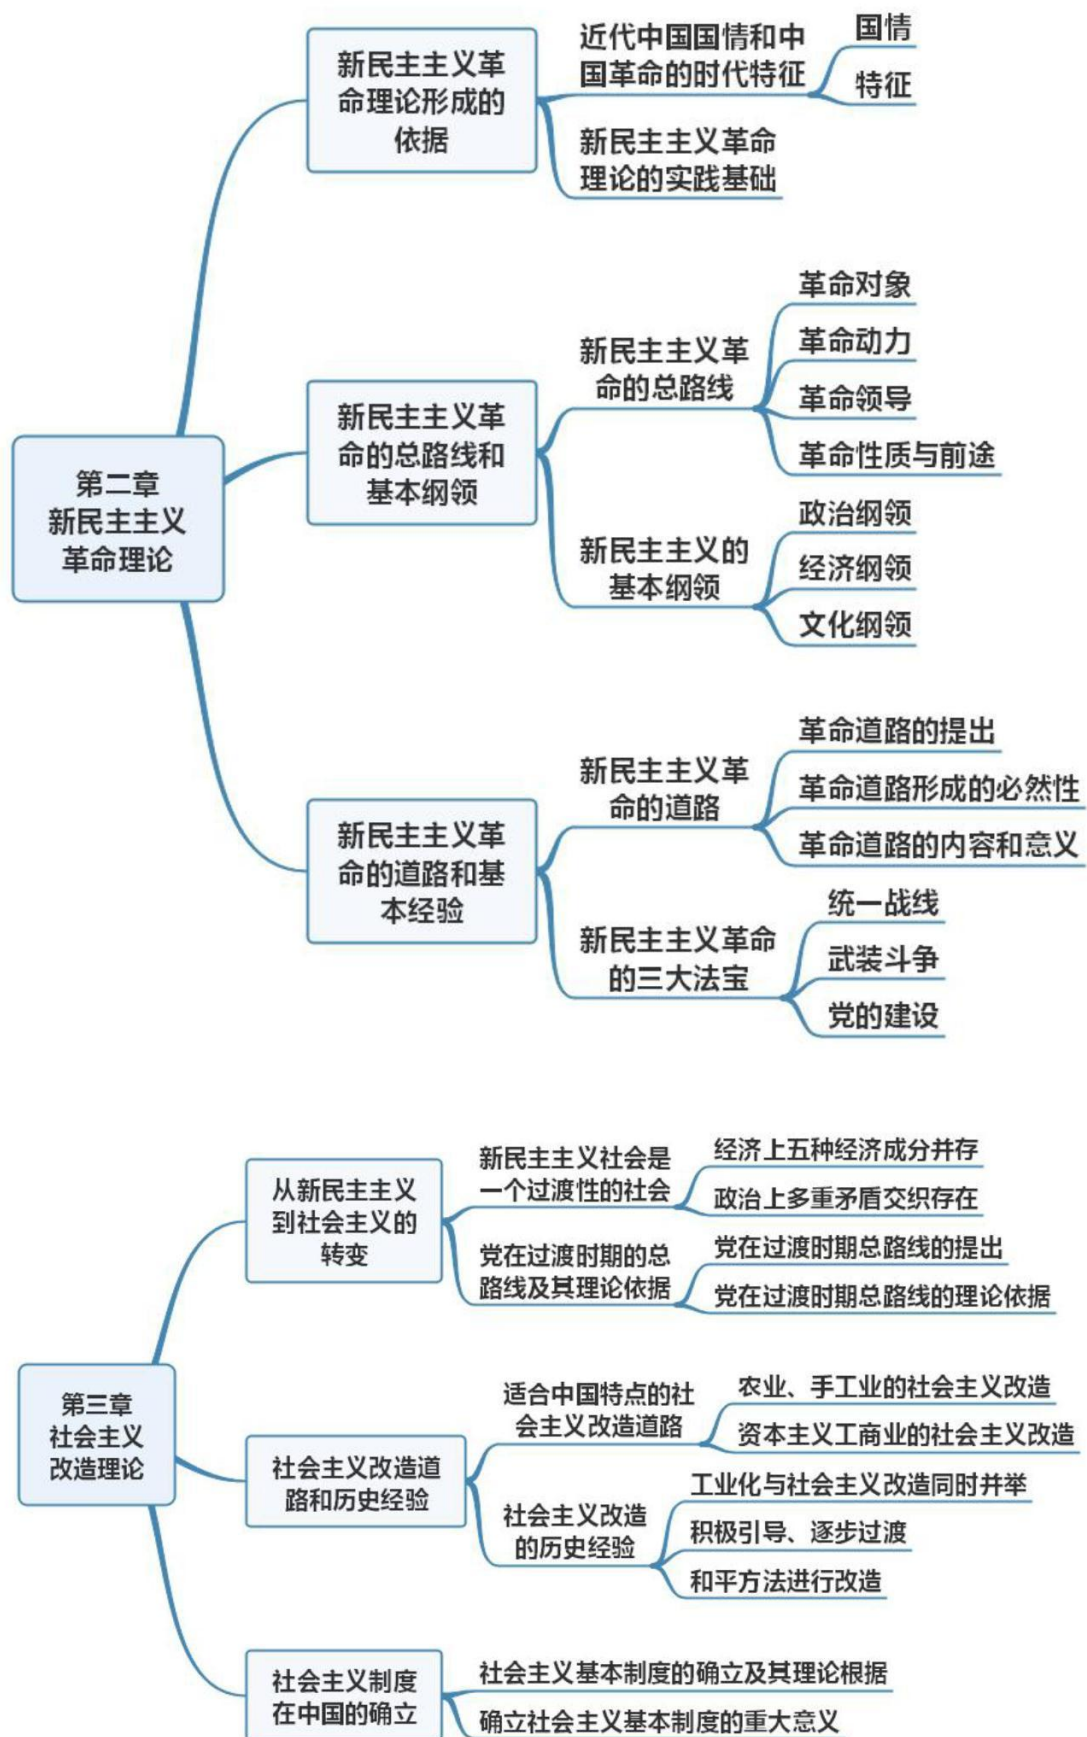 第二章
新民主主义
革命理论
新民主主义革
命理论形成的
依据
近代中国国情和中
国革命的时代特征
国情
特征
新民主主义革命
理论的实践基础
新民主主义革
命的总路线和
基本纲领
新民主主义革
命的总路线
革命对象
革命动力
革命领导
革命性质与前途
新民主主义的
基本纲领
政治纲领
经济纲领
文化纲领
新民主主义革
命的道路和基
本经验
新民主主义革
命的道路
革命道路的提出
革命道路形成的必然性
革命道路的内容和意义
新民主主义革命
的三大法宝
统一战线
武装斗争
党的建设
第三章
社会主义
改造理论
从新民主主义
到社会主义的
转变
新民主主义社会是
一个过渡性的社会
经济上五种经济成分并存
政治上多重矛盾交织存在
党在过渡时期的总
路线及其理论依据
党在过渡时期总路线的提出
党在过渡时期总路线的理论依据
社会主义改造道
路和历史经验
适合中国特点的社
会主义改造道路
农业、手工业的社会主义改造
资本主义工商业的社会主义改造
社会主义改造
的历史经验
工业化与社会主义改造同时并举
积极引导、逐步过渡
和平方法进行改造
社会主义制度
在中国的确立
社会主义基本制度的确立及其理论根据
确立社会主义基本制度的重大意义